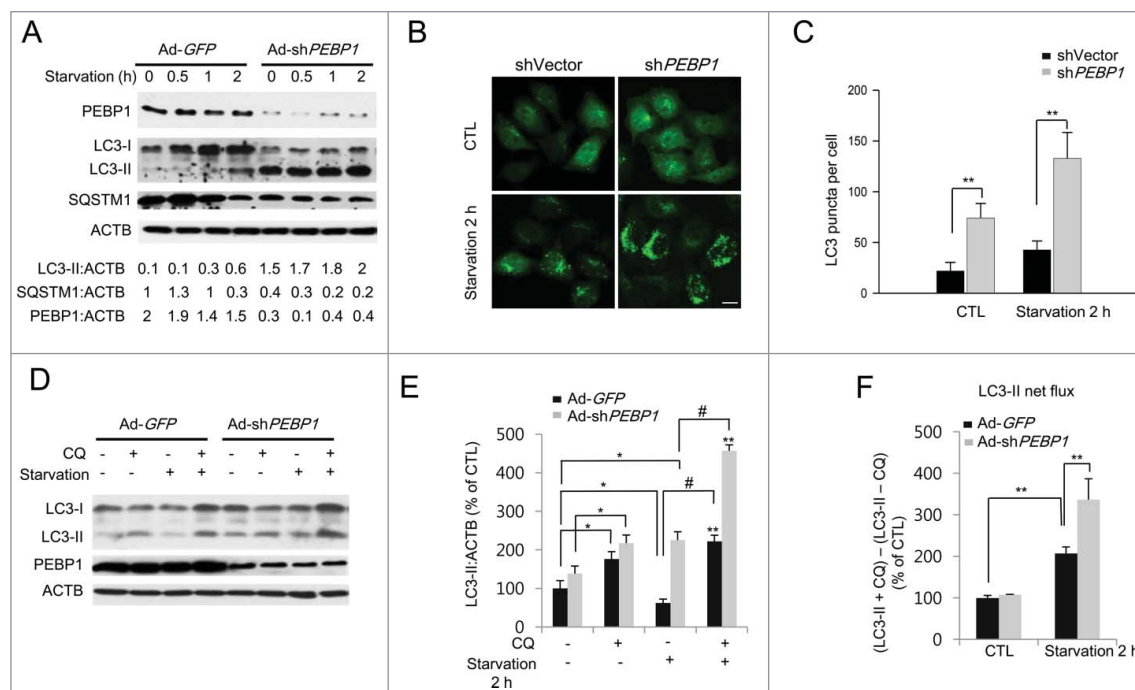 A
Ad-GFP Ad-shPEBP1
Starvation (h) 0 0.5 1 2 0 0.5 1 2
PEBP1
LC3-I
LC3-II
SQSTM1
ACTB
LC3-II:ACTB 0.1 0.1 0.3 0.6 1.5 1.7 1.8 2
SQSTM1:ACTB 1 1.3 1 0.3 0.4 0.3 0.2 0.2
PEBP1:ACTB 2 1.9 1.4 1.5 0.3 0.1 0.4 0.4
B
shVector shPEBP1
CTL
Starvation 2 h
C
shVector
shPEBP1
LC3 puncta per cell
200
150
100
50
0
**
**
CTL Starvation 2 h
D
Ad-GFP Ad-shPEBP1
CQ - + - + - + - +
Starvation - - + + - - + +
LC3-I
LC3-II
PEBP1
ACTB
E
Ad-GFP
Ad-shPEBP1
LC3-II:ACTB (% of CTL)
500
400
300
200
100
0
#
**
*
* #
*
* **
CQ - + - +
Starvation - - + +
2 h
F
LC3-II net flux
Ad-GFP
Ad-shPEBP1
(LC3-II + CQ) – (LC3-II – CQ)
(% of CTL)
500
400
300
200
100
0
**
**
CTL Starvation 2 h